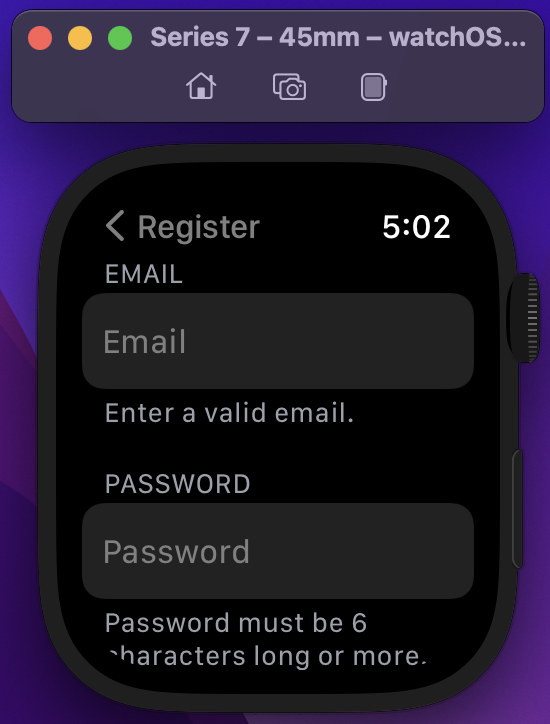 Series 7 – 45mm – watchOS...
Register
5:02
EMAIL
Email
Enter a valid email.
PASSWORD
Password
Password must be 6
characters long or more.